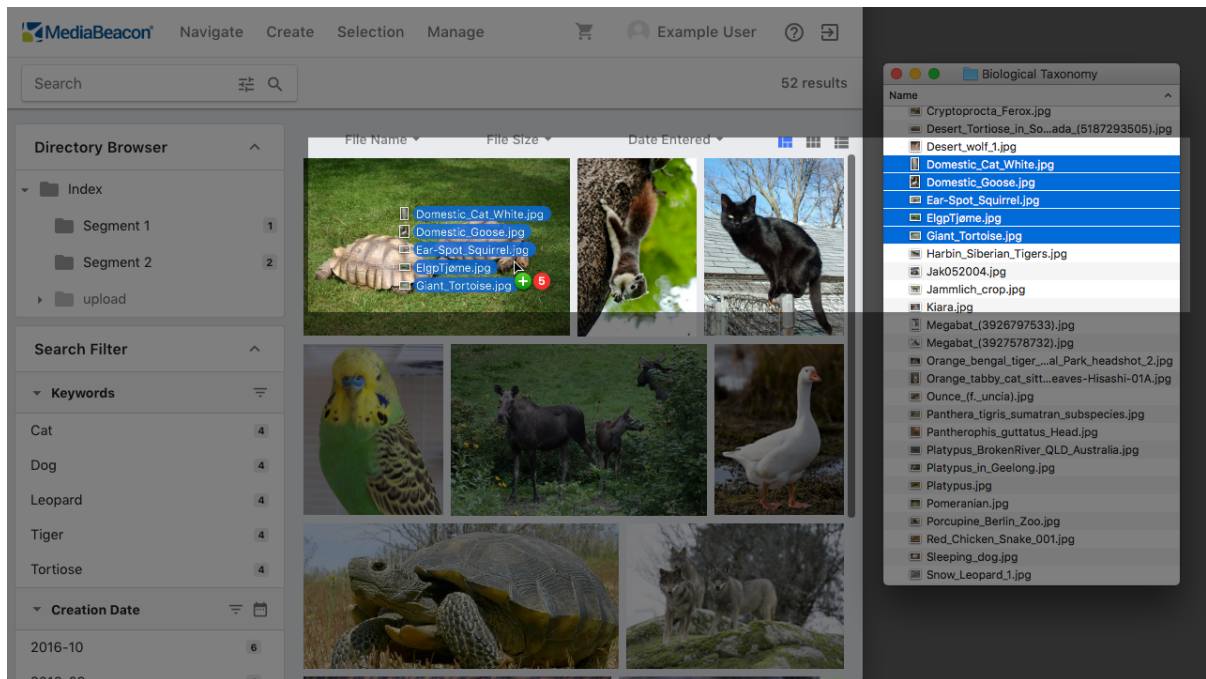 MediaBeacon®
Navigate
Create
Selection
Manage
Example User
Search
52 results
Directory Browser
Index
Segment 1
1
Segment 2
2
upload
Search Filter
Keywords
Cat
4
Dog
4
Leopard
4
Tiger
4
Tortiose
4
Creation Date
2016-10
6
File Name
File Size
Date Entered
Domestic_Cat_White.jpg
Domestic_Goose.jpg
Ear-Spot_Squirrel.jpg
ElgpTjøme.jpg
Giant_Tortoise.jpg
5
Biological Taxonomy
Name
Cryptoprocta_Ferox.jpg
Desert_Tortoise_in_So...ada_(5187293505).jpg
Desert_wolf_1.jpg
Domestic_Cat_White.jpg
Domestic_Goose.jpg
Ear-Spot_Squirrel.jpg
ElgpTjøme.jpg
Giant_Tortoise.jpg
Harbin_Siberian_Tigers.jpg
Jak052004.jpg
Jammlich_crop.jpg
Kiara.jpg
Megabat_(3926797533).jpg
Megabat_(3927578732).jpg
Orange_bengal_tiger_...al_Park_headshot_2.jpg
Orange_tabby_cat_sitt...eaves-Hisashi-01A.jpg
Ounce_(f._uncia).jpg
Panthera_tigris_sumatran_subspecies.jpg
Pantherophis_guttatus_Head.jpg
Platypus_BrokenRiver_QLD_Australia.jpg
Platypus_in_Geelong.jpg
Platypus.jpg
Pomeranian.jpg
Porcupine_Berlin_Zoo.jpg
Red_Chicken_Snake_001.jpg
Sleeping_dog.jpg
Snow_Leopard_1.jpg